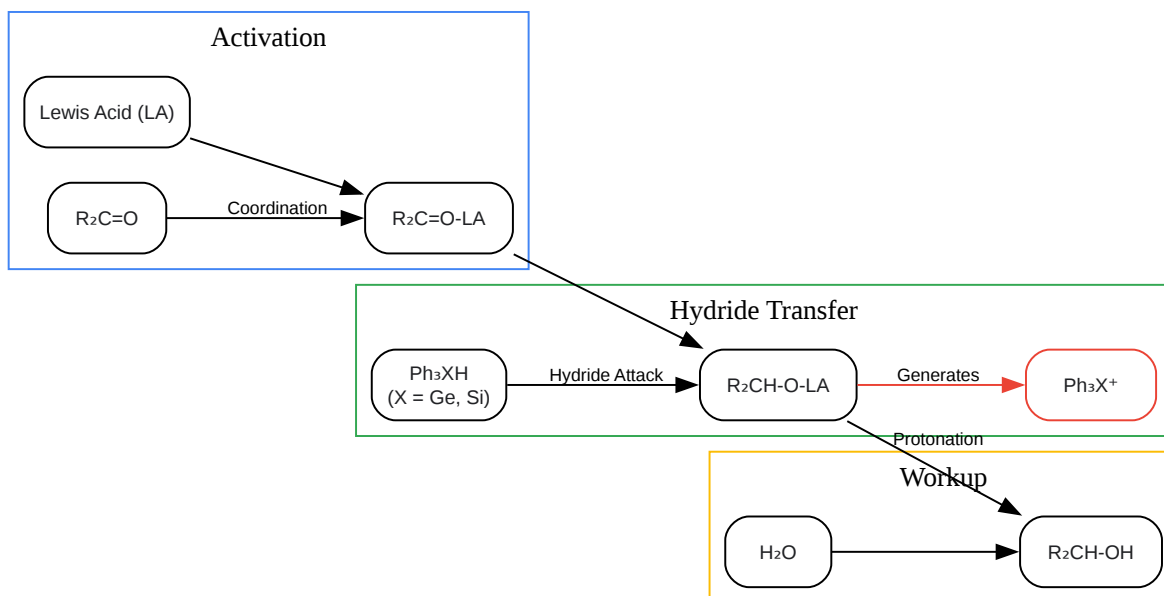 Activation
Lewis Acid (LA)
R₂C=O
Coordination
R₂C=O-LA
Hydride Transfer
Ph₃XH
(X = Ge, Si)
Hydride Attack
R₂CH-O-LA
Generates
Ph₃X⁺
Protonation
Workup
H₂O
R₂CH-OH